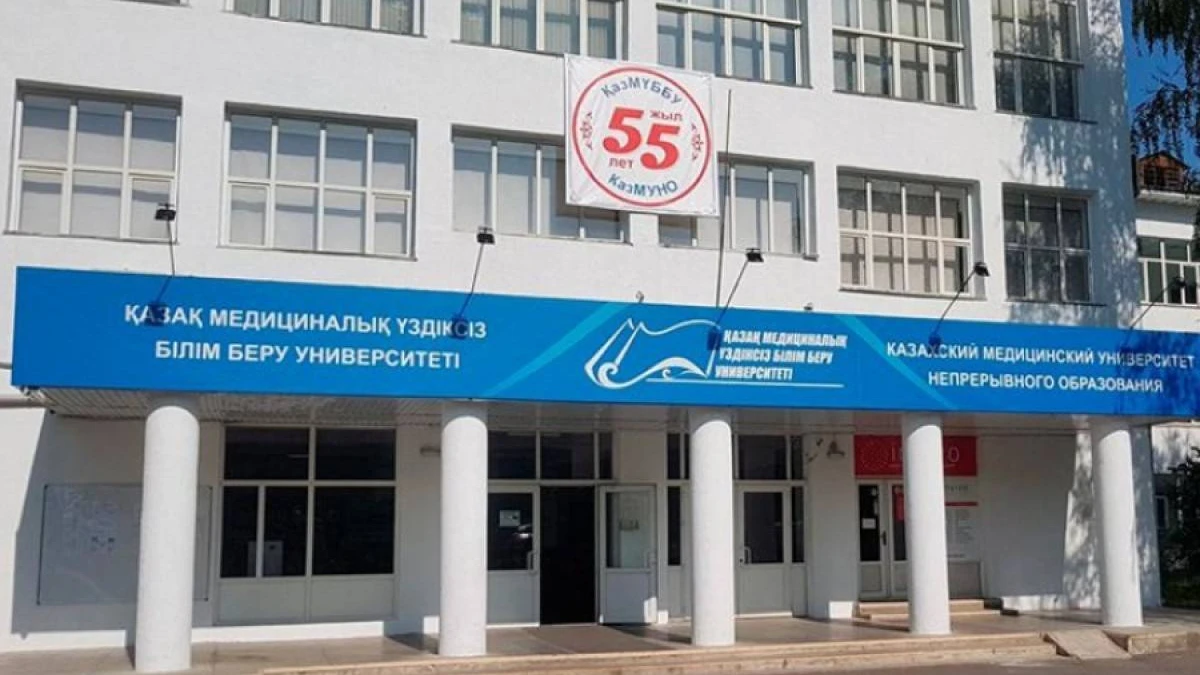 ҚазМҮББУ
55
жыл
лет
КазМУНО
ҚАЗАҚ МЕДИЦИНАЛЫҚ ҮЗДІКСІЗ
БІЛІМ БЕРУ УНИВЕРСИТЕТІ
ҚАЗАҚ МЕДИЦИНАЛЫҚ
ҮЗДІКСІЗ БІЛІМ БЕРУ
УНИВЕРСИТЕТІ
КАЗАХСКИЙ МЕДИЦИНСКИЙ УНИВЕРСИТЕТ
НЕПРЕРЫВНОГО ОБРАЗОВАНИЯ